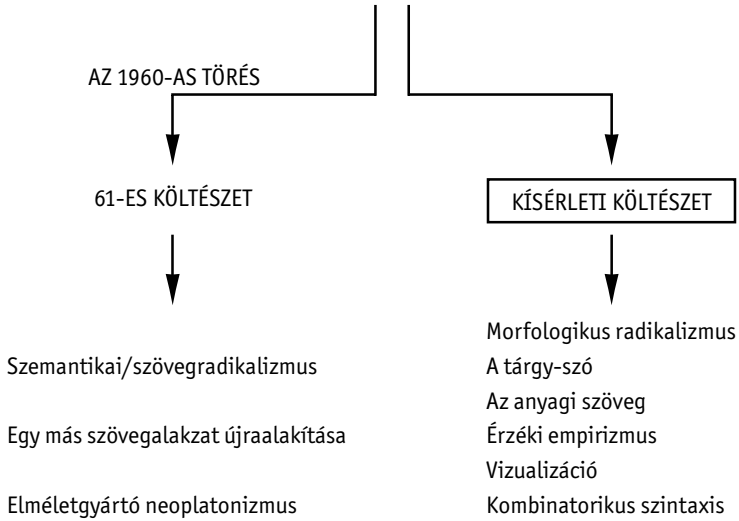 AZ 1960-AS TÖRÉS
61-ES KÖLTÉSZET
KÍSÉRLETI KÖLTÉSZET
Szemantikai/szövegradikalizmus
Egy más szövegalakzat újraalakítása
Elméletgyártó neoplatonizmus
Morfologikus radikalizmus
A tárgy-szó
Az anyagi szöveg
Érzéki empirizmus
Vizualizáció
Kombinatorikus szintaxis